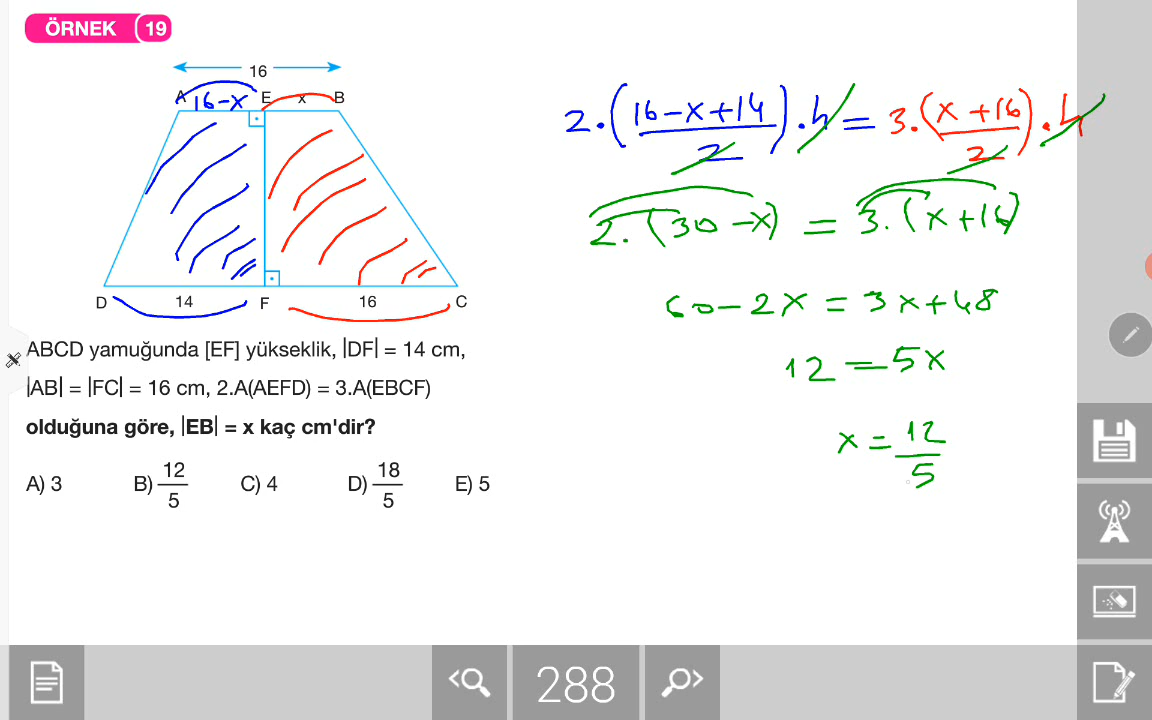 ÖRNEK 19
16
A 16-x E x B
D 14 F 16 C
ABCD yamuğunda [EF] yükseklik, |DF| = 14 cm,
|AB| = |FC| = 16 cm, 2.A(AEFD) = 3.A(EBCF)
olduğuna göre, |EB| = x kaç cm'dir?
A) 3 B) 12/5 C) 4 D) 18/5 E) 5
2.(16-x+14/2).h = 3.(x+16/2).h
2.(30-x) = 3.(x+16)
60-2x = 3x+48
12 = 5x
x = 12/5
288